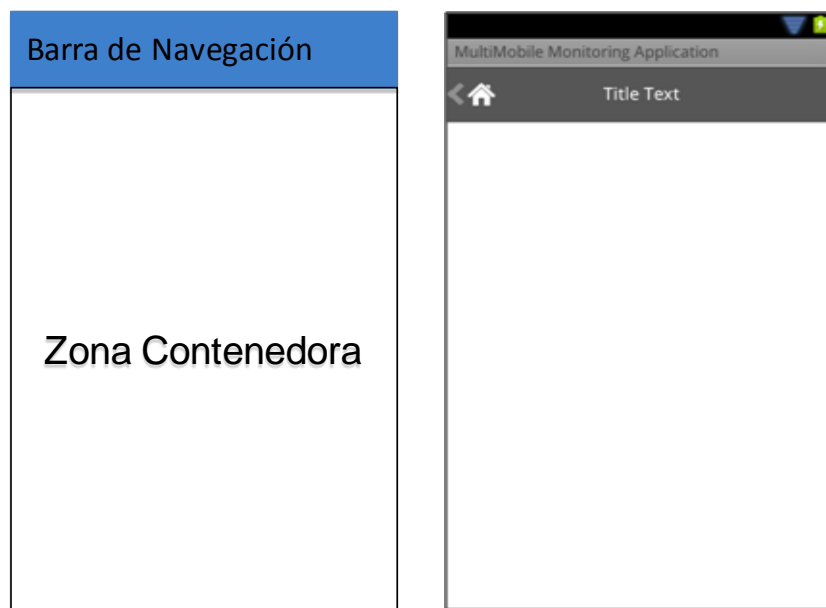 Barra de Navegación
Zona Contenedora
MultiMobile Monitoring Application
Title Text